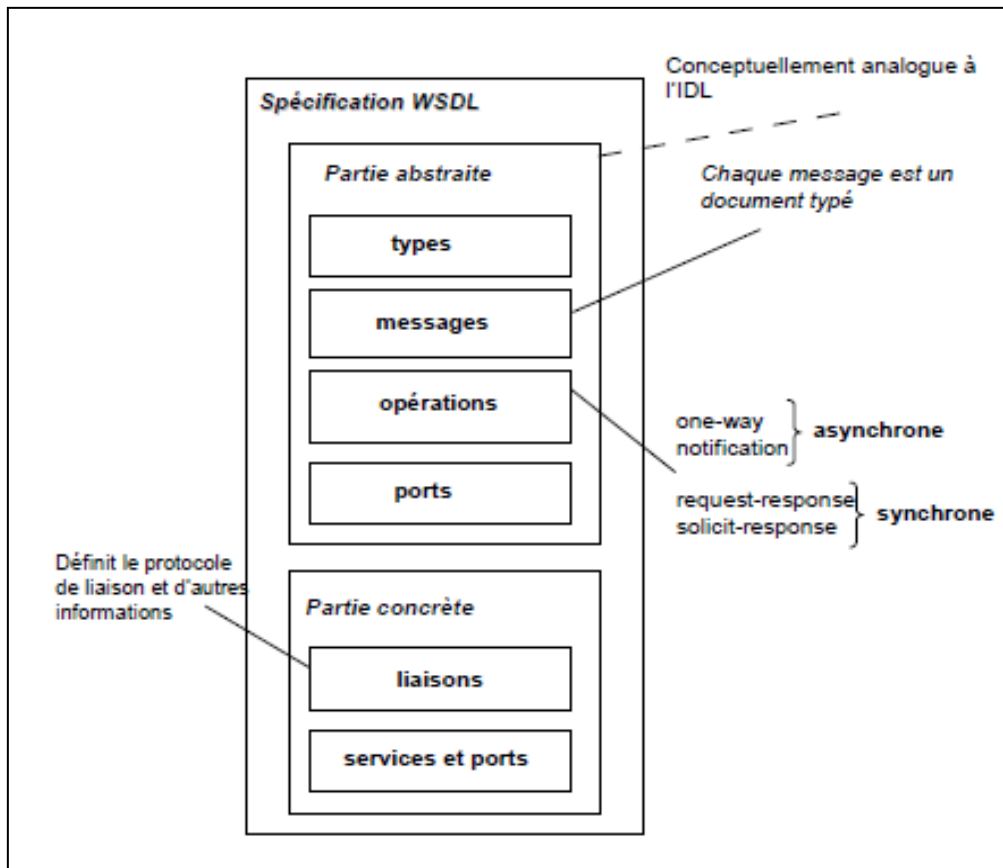 Conceptuellement analogue à
l'IDL
Spécification WSDL
Partie abstraite
Chaque message est un
document typé
types
messages
opérations
one-way
notification
asynchrone
ports
request-response
solicit-response
synchrone
Définit le protocole
de liaison et d'autres
informations
Partie concrète
liaisons
services et ports